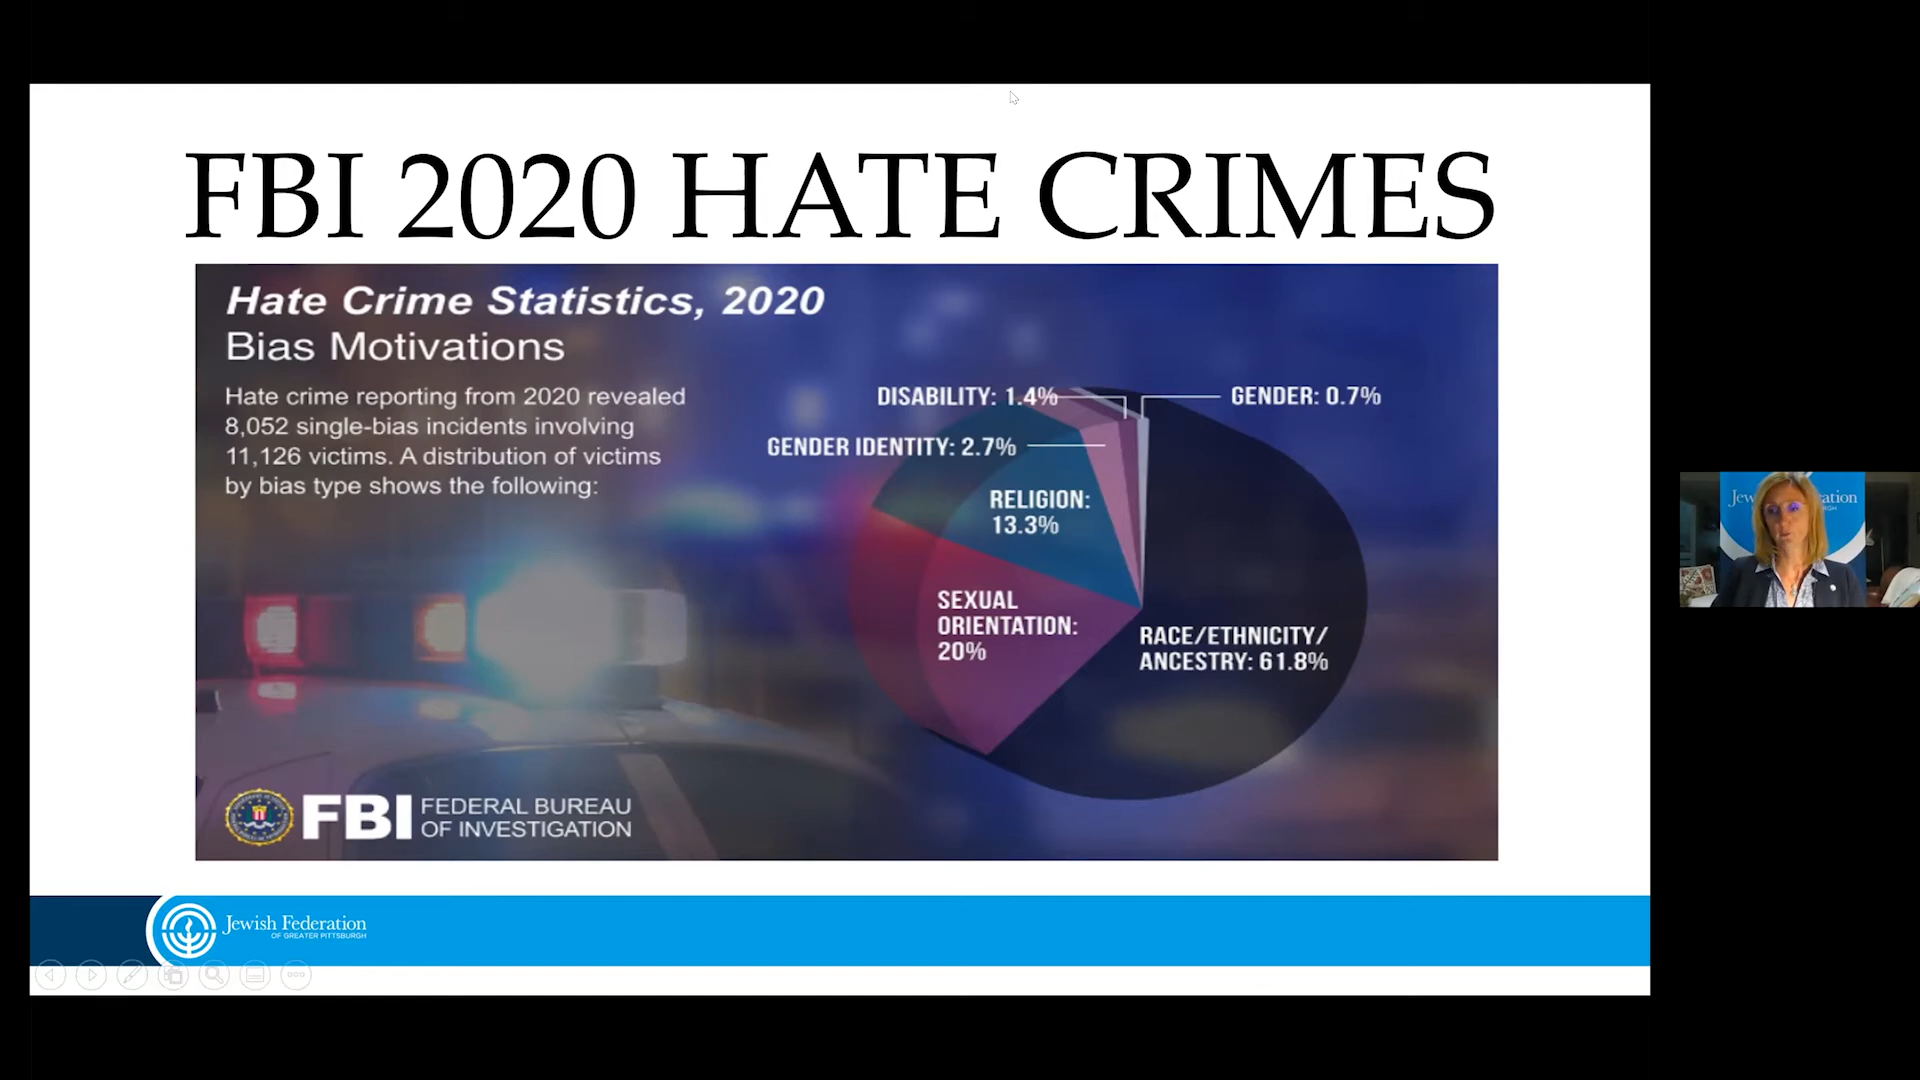 FBI 2020 HATE CRIMES
Hate Crime Statistics, 2020
Bias Motivations
Hate crime reporting from 2020 revealed
8,052 single-bias incidents involving
11,126 victims. A distribution of victims
by bias type shows the following:
DISABILITY: 1.4%
GENDER: 0.7%
GENDER IDENTITY: 2.7%
RELIGION:
13.3%
SEXUAL
ORIENTATION:
20%
RACE/ETHNICITY/
ANCESTRY: 61.8%
FBI
FEDERAL BUREAU
OF INVESTIGATION
Jewish Federation
OF GREATER PITTSBURGH